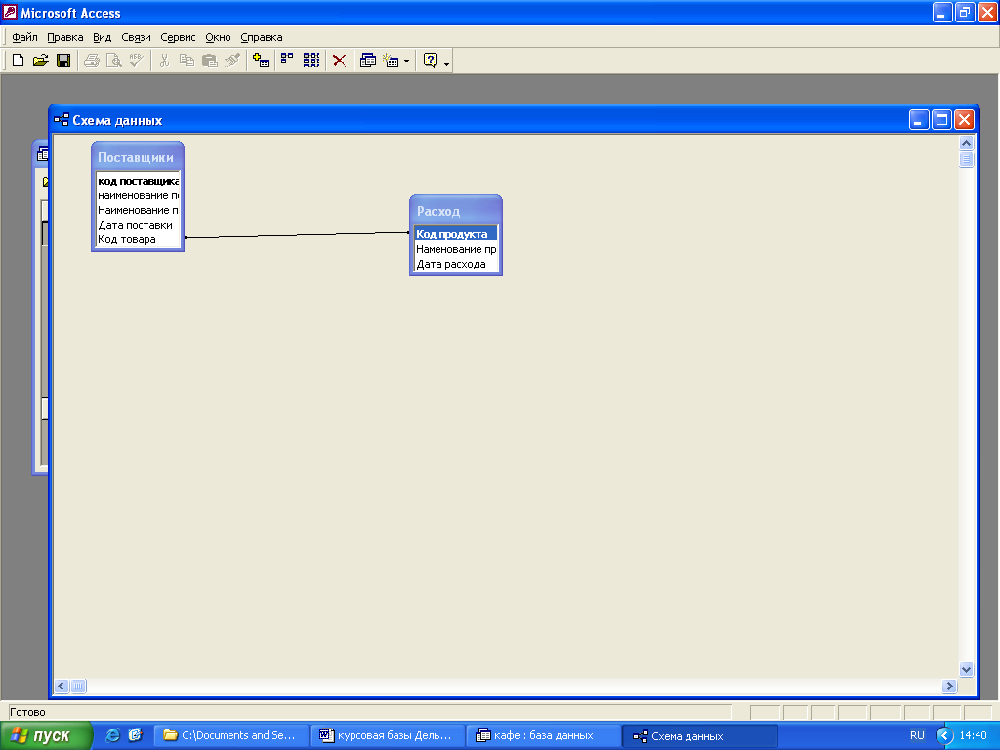 Microsoft Access
Файл Правка Вид Связи Сервис Окно Справка
Схема данных
Поставщики
код поставщика
наименование п
Наименование п
Дата поставки
Код товара
Расход
Код продукта
Наменование пр
Дата расхода
Готово
пуск
C:\Documents and Se...
курсовая базы Дель...
кафе : база данных
Схема данных
RU
14:40